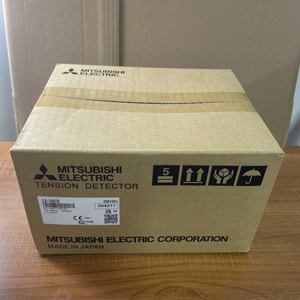 MITSUBISHI
ELECTRIC
MITSUBISHI
ELECTRIC
TENSION DETECTOR
5
MITSUBISHI ELECTRIC CORPORATION
MADE IN JAPAN